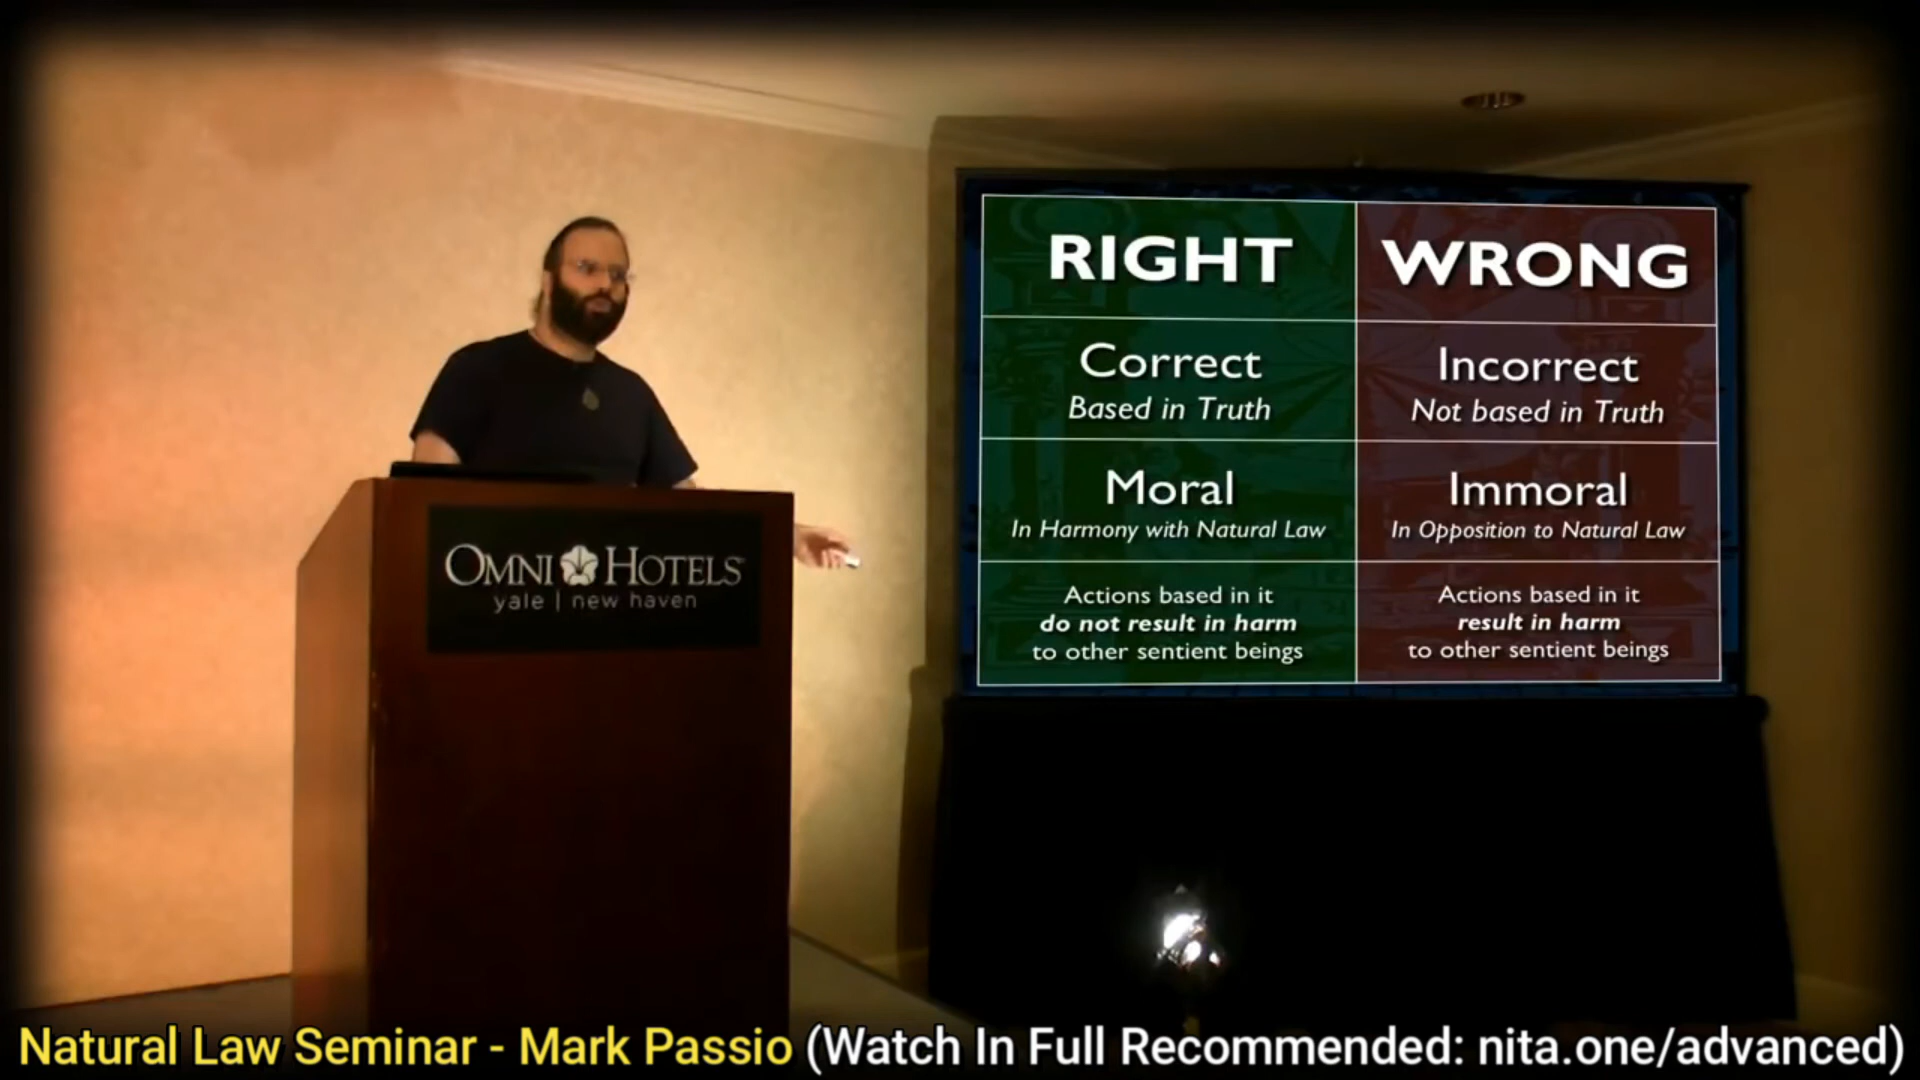 RIGHT
WRONG
Correct
Based in Truth
Incorrect
Not based in Truth
Moral
In Harmony with Natural Law
Immoral
In Opposition to Natural Law
Actions based in it
do not result in harm
to other sentient beings
Actions based in it
result in harm
to other sentient beings
OMNI HOTELS
yale | new haven
Natural Law Seminar - Mark Passio (Watch In Full Recommended: nita.one/advanced)